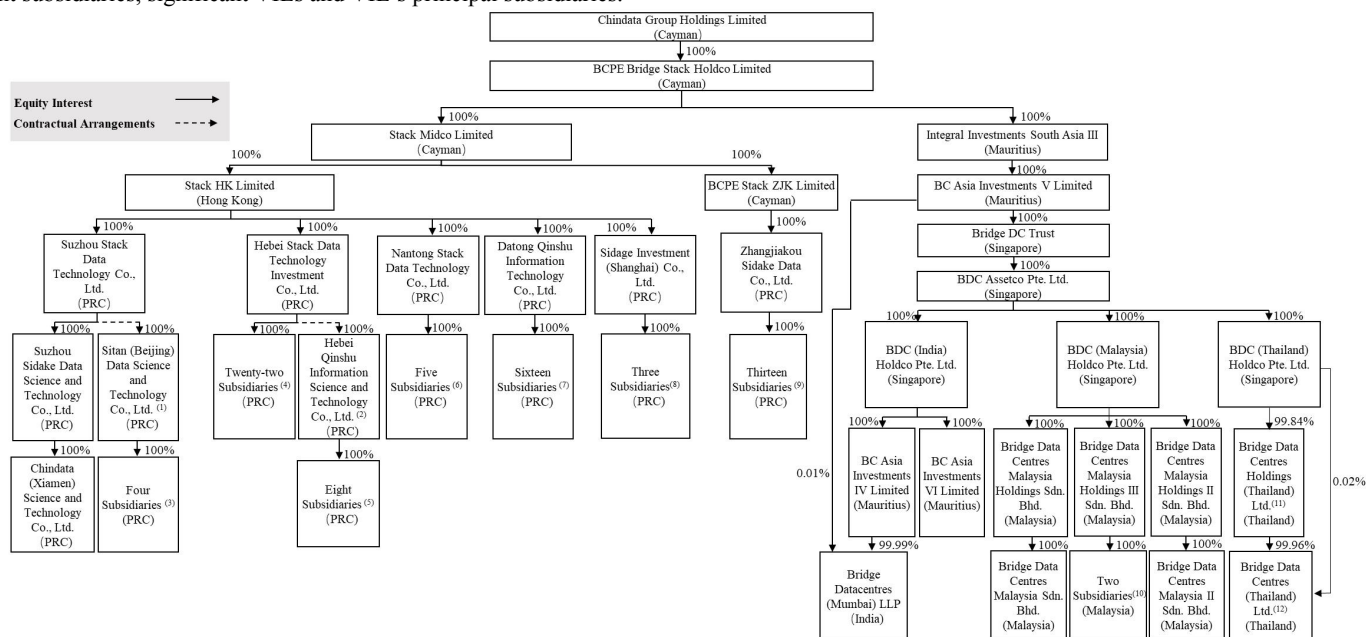 nt subsidiaries, significant VIEs and VIE's principal subsidiaries.
Chindata Group Holdings Limited
(Cayman)
100%
BCPE Bridge Stack Holdco Limited
(Cayman)
Equity Interest
Contractual Arrangements
100%
100%
Stack Midco Limited
(Cayman)
Integral Investments South Asia III
(Mauritius)
100%
100%
100%
Stack HK Limited
(Hong Kong)
BCPE Stack ZJK Limited
(Cayman)
BC Asia Investments V Limited
(Mauritius)
100%
100%
100%
100%
100%
100%
100%
Suzhou Stack
Data
Technology Co.,
Ltd.
(PRC)
Hebei Stack Data
Technology
Investment
Co., Ltd.
(PRC)
Nantong Stack
Data Technology
Co., Ltd.
(PRC)
Datong Qinshu
Information
Technology
Co., Ltd.
(PRC)
Sidage Investment
(Shanghai) Co.,
Ltd.
(PRC)
Zhangjiakou
Sidake Data
Co., Ltd.
(PRC)
Bridge DC Trust
(Singapore)
100%
BDC Assetco Pte. Ltd.
(Singapore)
100%
100%
100%
100%
100%
100%
100%
100%
100%
100%
100%
100%
Suzhou
Sidake Data
Science and
Technology
Co., Ltd.
(PRC)
Sitan (Beijing)
Data Science
and
Technology
Co., Ltd. (1)
(PRC)
Twenty-two
Subsidiaries (4)
(PRC)
Hebei
Qinshu
Information
Science and
Technology
Co., Ltd. (2)
(PRC)
Five
Subsidiaries (6)
(PRC)
Sixteen
Subsidiaries (7)
(PRC)
Three
Subsidiaries (8)
(PRC)
Thirteen
Subsidiaries (9)
(PRC)
BDC (India)
Holdco Pte. Ltd.
(Singapore)
BDC (Malaysia)
Holdco Pte. Ltd.
(Singapore)
BDC (Thailand)
Holdco Pte. Ltd.
(Singapore)
100%
100%
100%
100%
100%
100%
100%
100%
99.84%
Chindata
(Xiamen)
Science and
Technology
Co., Ltd.
(PRC)
Four
Subsidiaries (3)
(PRC)
Eight
Subsidiaries (5)
(PRC)
0.01%
BC Asia
Investments
IV Limited
(Mauritius)
BC Asia
Investments
VI Limited
(Mauritius)
Bridge Data
Centres
Malaysia
Holdings Sdn.
Bhd.
(Malaysia)
Bridge Data
Centres
Malaysia
Holdings III
Sdn. Bhd.
(Malaysia)
Bridge Data
Centres
Malaysia
Holdings II
Sdn. Bhd.
(Malaysia)
Bridge Data
Centres Holdings
(Thailand)
Ltd.(11)
(Thailand)
0.02%
99.99%
100%
100%
100%
99.96%
Bridge
Datacentres
(Mumbai) LLP
(India)
Bridge Data
Centres
Malaysia Sdn.
Bhd.
(Malaysia)
Two
Subsidiaries(10)
(Malaysia)
Bridge Data
Centres
Malaysia II
Sdn. Bhd.
(Malaysia)
Bridge Data
Centres
(Thailand)
Ltd.(12)
(Thailand)